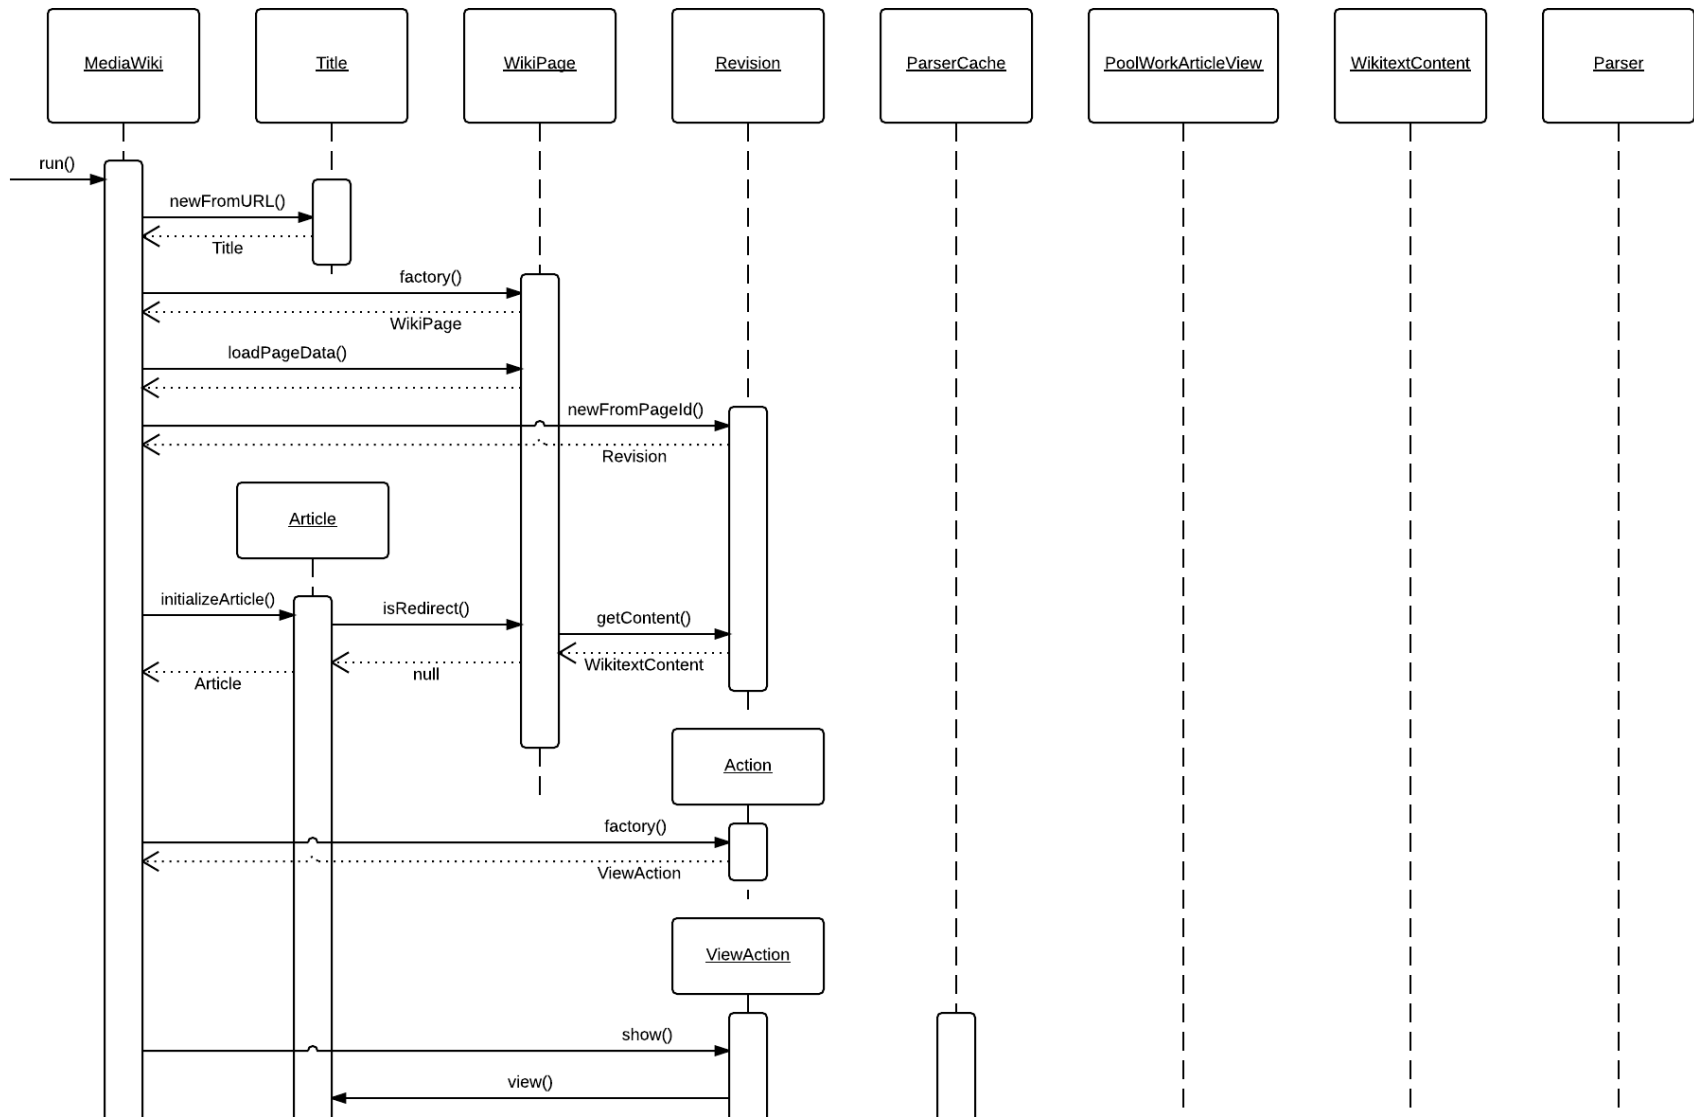 MediaWiki
Title
WikiPage
Revision
ParserCache
PoolWorkArticleView
WikitextContent
Parser
run()
newFromURL()
Title
factory()
WikiPage
loadPageData()
newFromPageId()
Revision
Article
initializeArticle()
isRedirect()
getContent()
WikitextContent
null
Article
Action
factory()
ViewAction
ViewAction
show()
view()